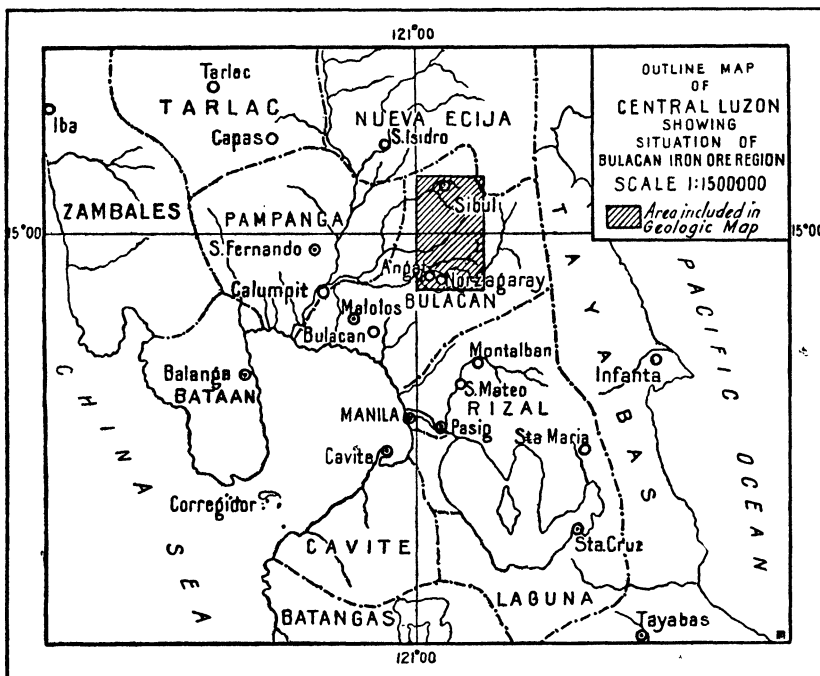 121°00
OUTLINE MAP
OF
CENTRAL LUZON
SHOWING
SITUATION OF
BULACAN IRON ORE REGION
SCALE 1:1500000
Area included in
Geologic Map
Tarlac
TARLAC
Iba
Capas
NUEVA ECIJA
S. Isidro
ZAMBALES
PAMPANGA
Sibul
15°00
15°00
S. Fernando
Angat
Norzagaray
Calumpit
BULACAN
Malolos
Bulacan
TAYABAS
PACIFIC OCEAN
Montalban
Infanta
Balanga
BATAAN
S. Mateo
RIZAL
MANILA
Pasig
Sta Maria
Cavite
CHINA SEA
Corregidor
CAVITE
Sta. Cruz
LAGUNA
BATANGAS
Tayabas
121°00